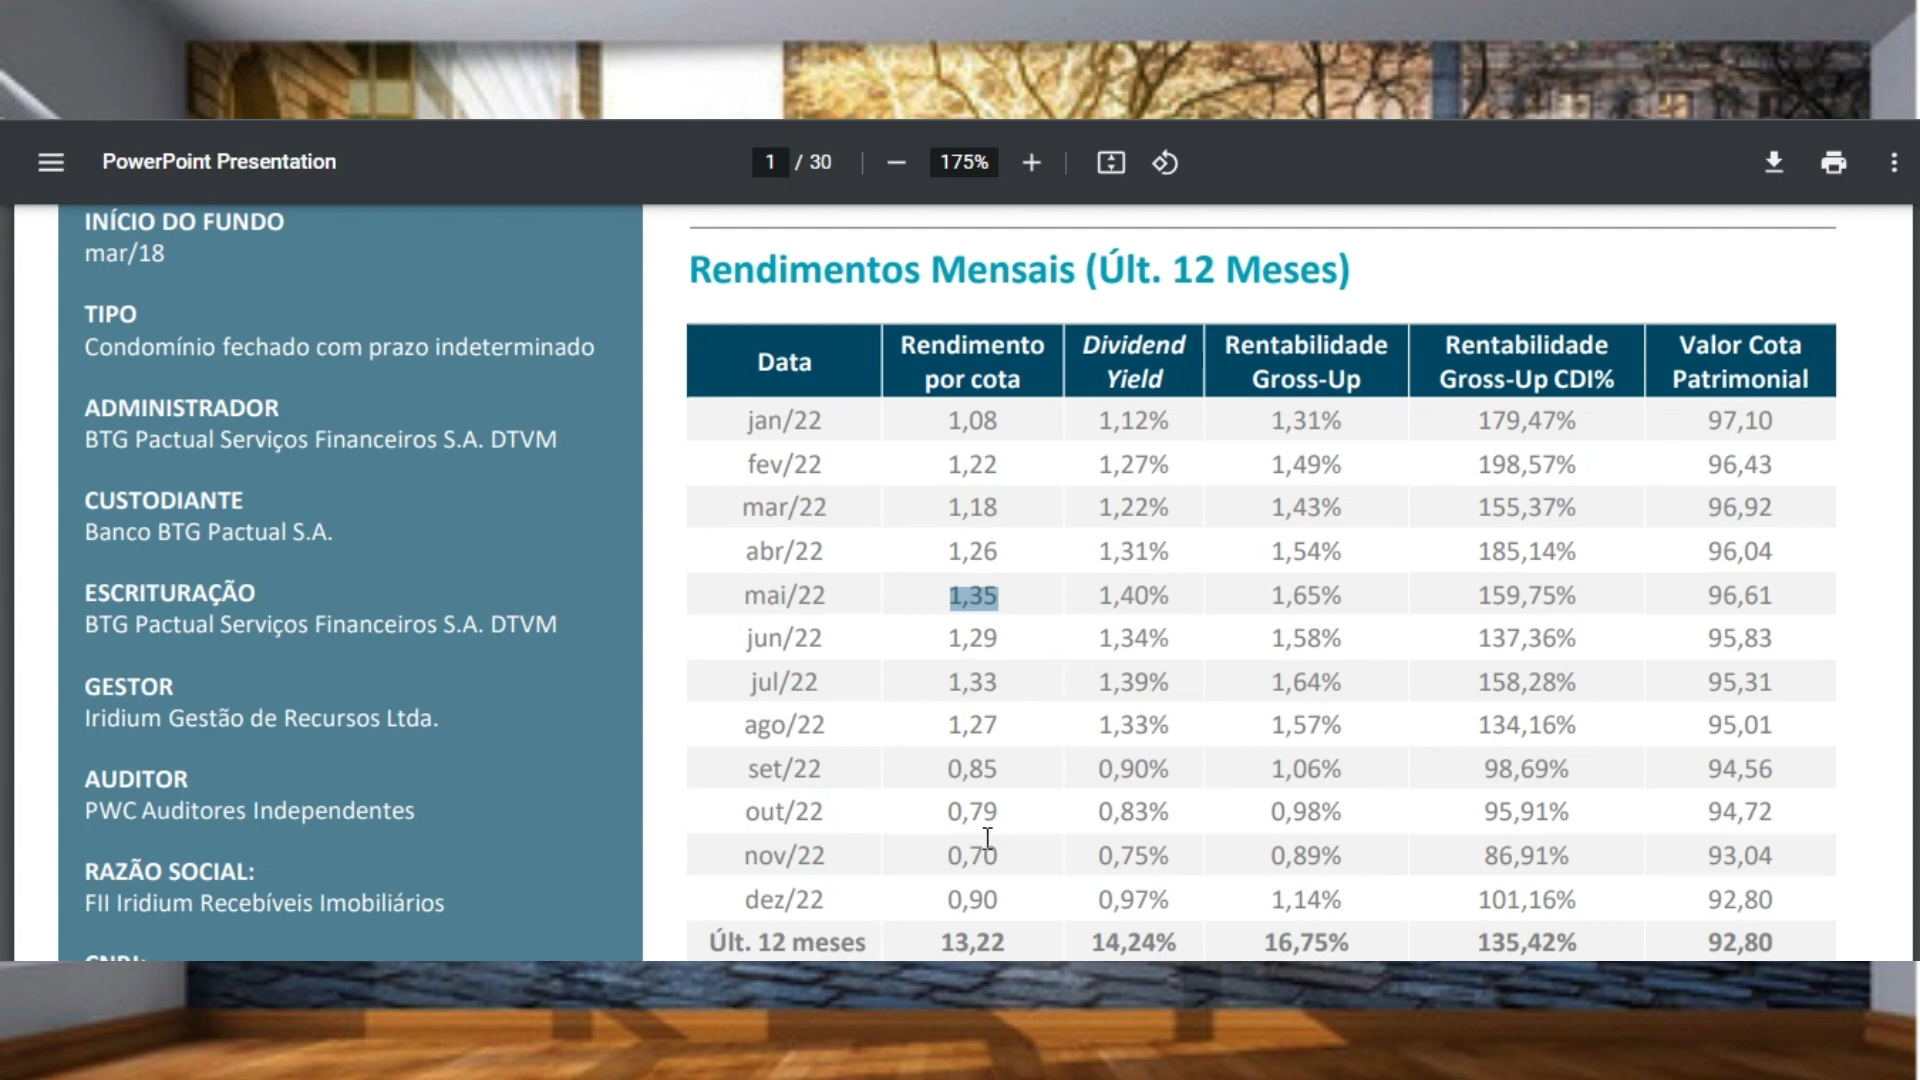 PowerPoint Presentation
1 / 30
175%
INÍCIO DO FUNDO
mar/18
TIPO
Condomínio fechado com prazo indeterminado
ADMINISTRADOR
BTG Pactual Serviços Financeiros S.A. DTVM
CUSTODIANTE
Banco BTG Pactual S.A.
ESCRITURAÇÃO
BTG Pactual Serviços Financeiros S.A. DTVM
GESTOR
Iridium Gestão de Recursos Ltda.
AUDITOR
PWC Auditores Independentes
RAZÃO SOCIAL:
FII Iridium Recebíveis Imobiliários
Rendimentos Mensais (Últ. 12 Meses)
Data Rendimento por cota Dividend Yield Rentabilidade Gross-Up Rentabilidade Gross-Up CDI% Valor Cota Patrimonial
jan/22 1,08 1,12% 1,31% 179,47% 97,10
fev/22 1,22 1,27% 1,49% 198,57% 96,43
mar/22 1,18 1,22% 1,43% 155,37% 96,92
abr/22 1,26 1,31% 1,54% 185,14% 96,04
mai/22 1,35 1,40% 1,65% 159,75% 96,61
jun/22 1,29 1,34% 1,58% 137,36% 95,83
jul/22 1,33 1,39% 1,64% 158,28% 95,31
ago/22 1,27 1,33% 1,57% 134,16% 95,01
set/22 0,85 0,90% 1,06% 98,69% 94,56
out/22 0,79 0,83% 0,98% 95,91% 94,72
nov/22 0,70 0,75% 0,89% 86,91% 93,04
dez/22 0,90 0,97% 1,14% 101,16% 92,80
Últ. 12 meses 13,22 14,24% 16,75% 135,42% 92,80